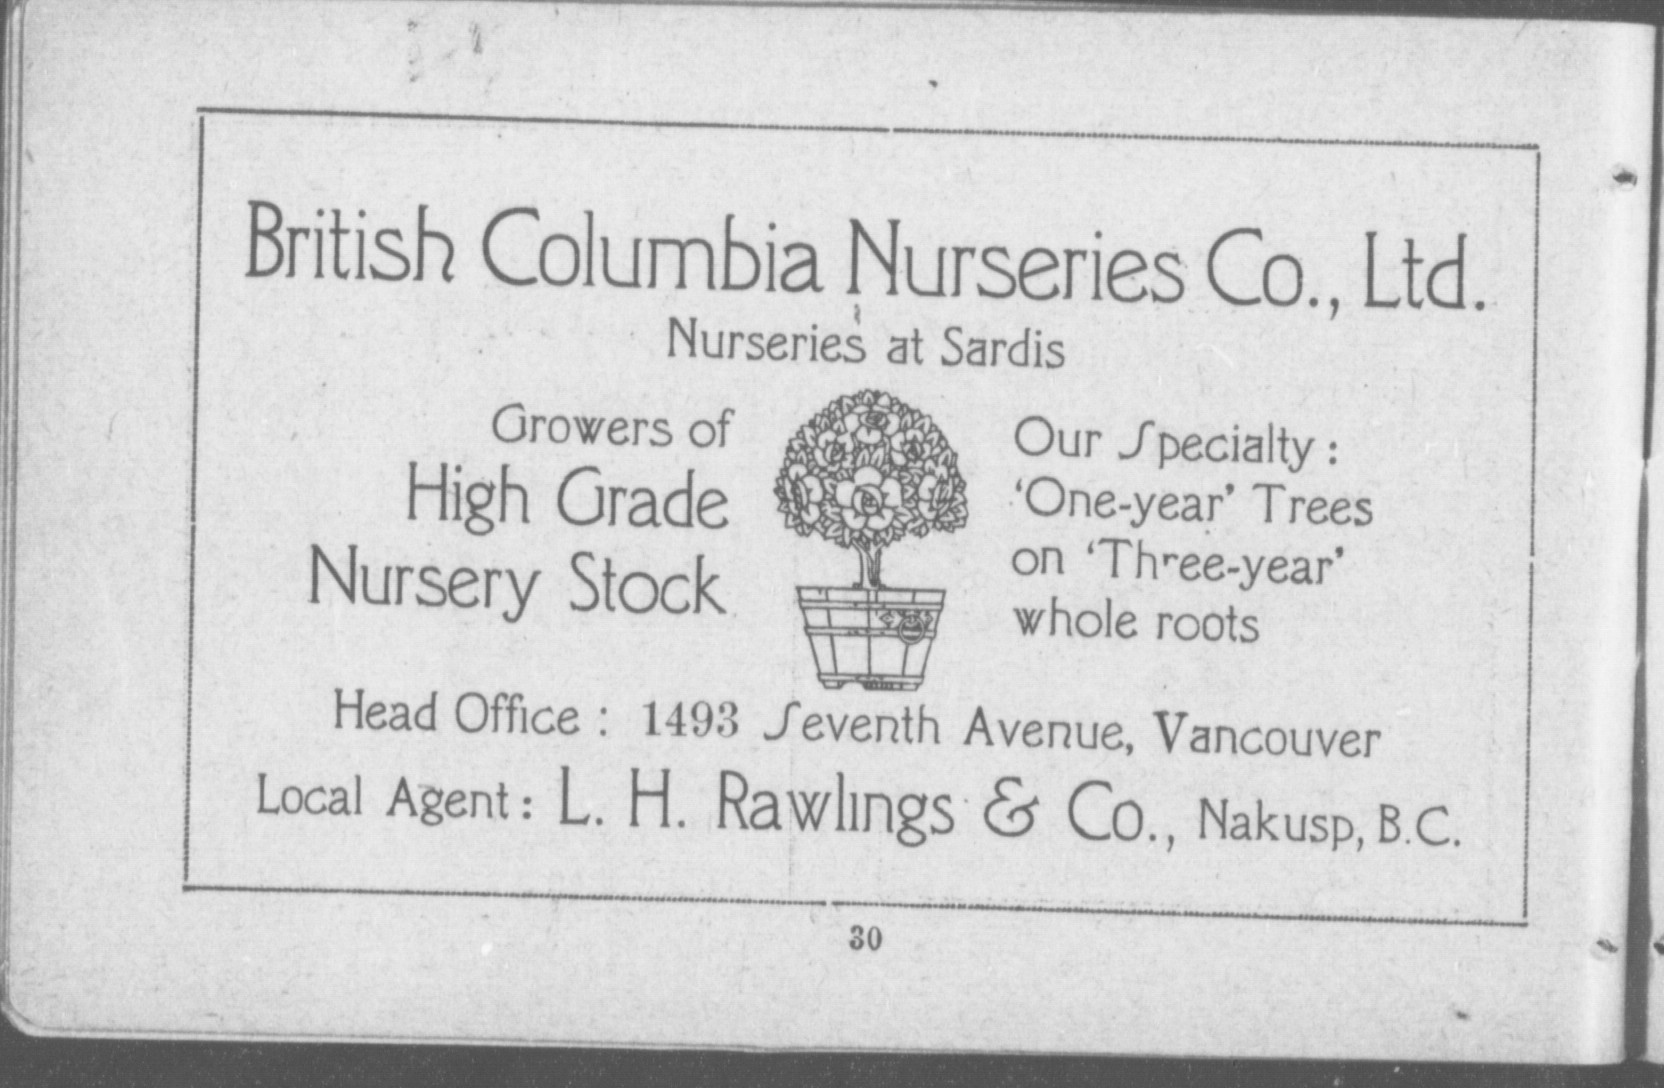 British Columbia Nurseries Co., Ltd.
Nurseries at Sardis
Growers of
High Grade
Nursery Stock
Our Specialty :
'One-year' Trees
on 'Three-year'
whole roots
Head Office : 1493 Seventh Avenue, Vancouver
Local Agent : L. H. Rawlings & Co., Nakusp, B.C.
30